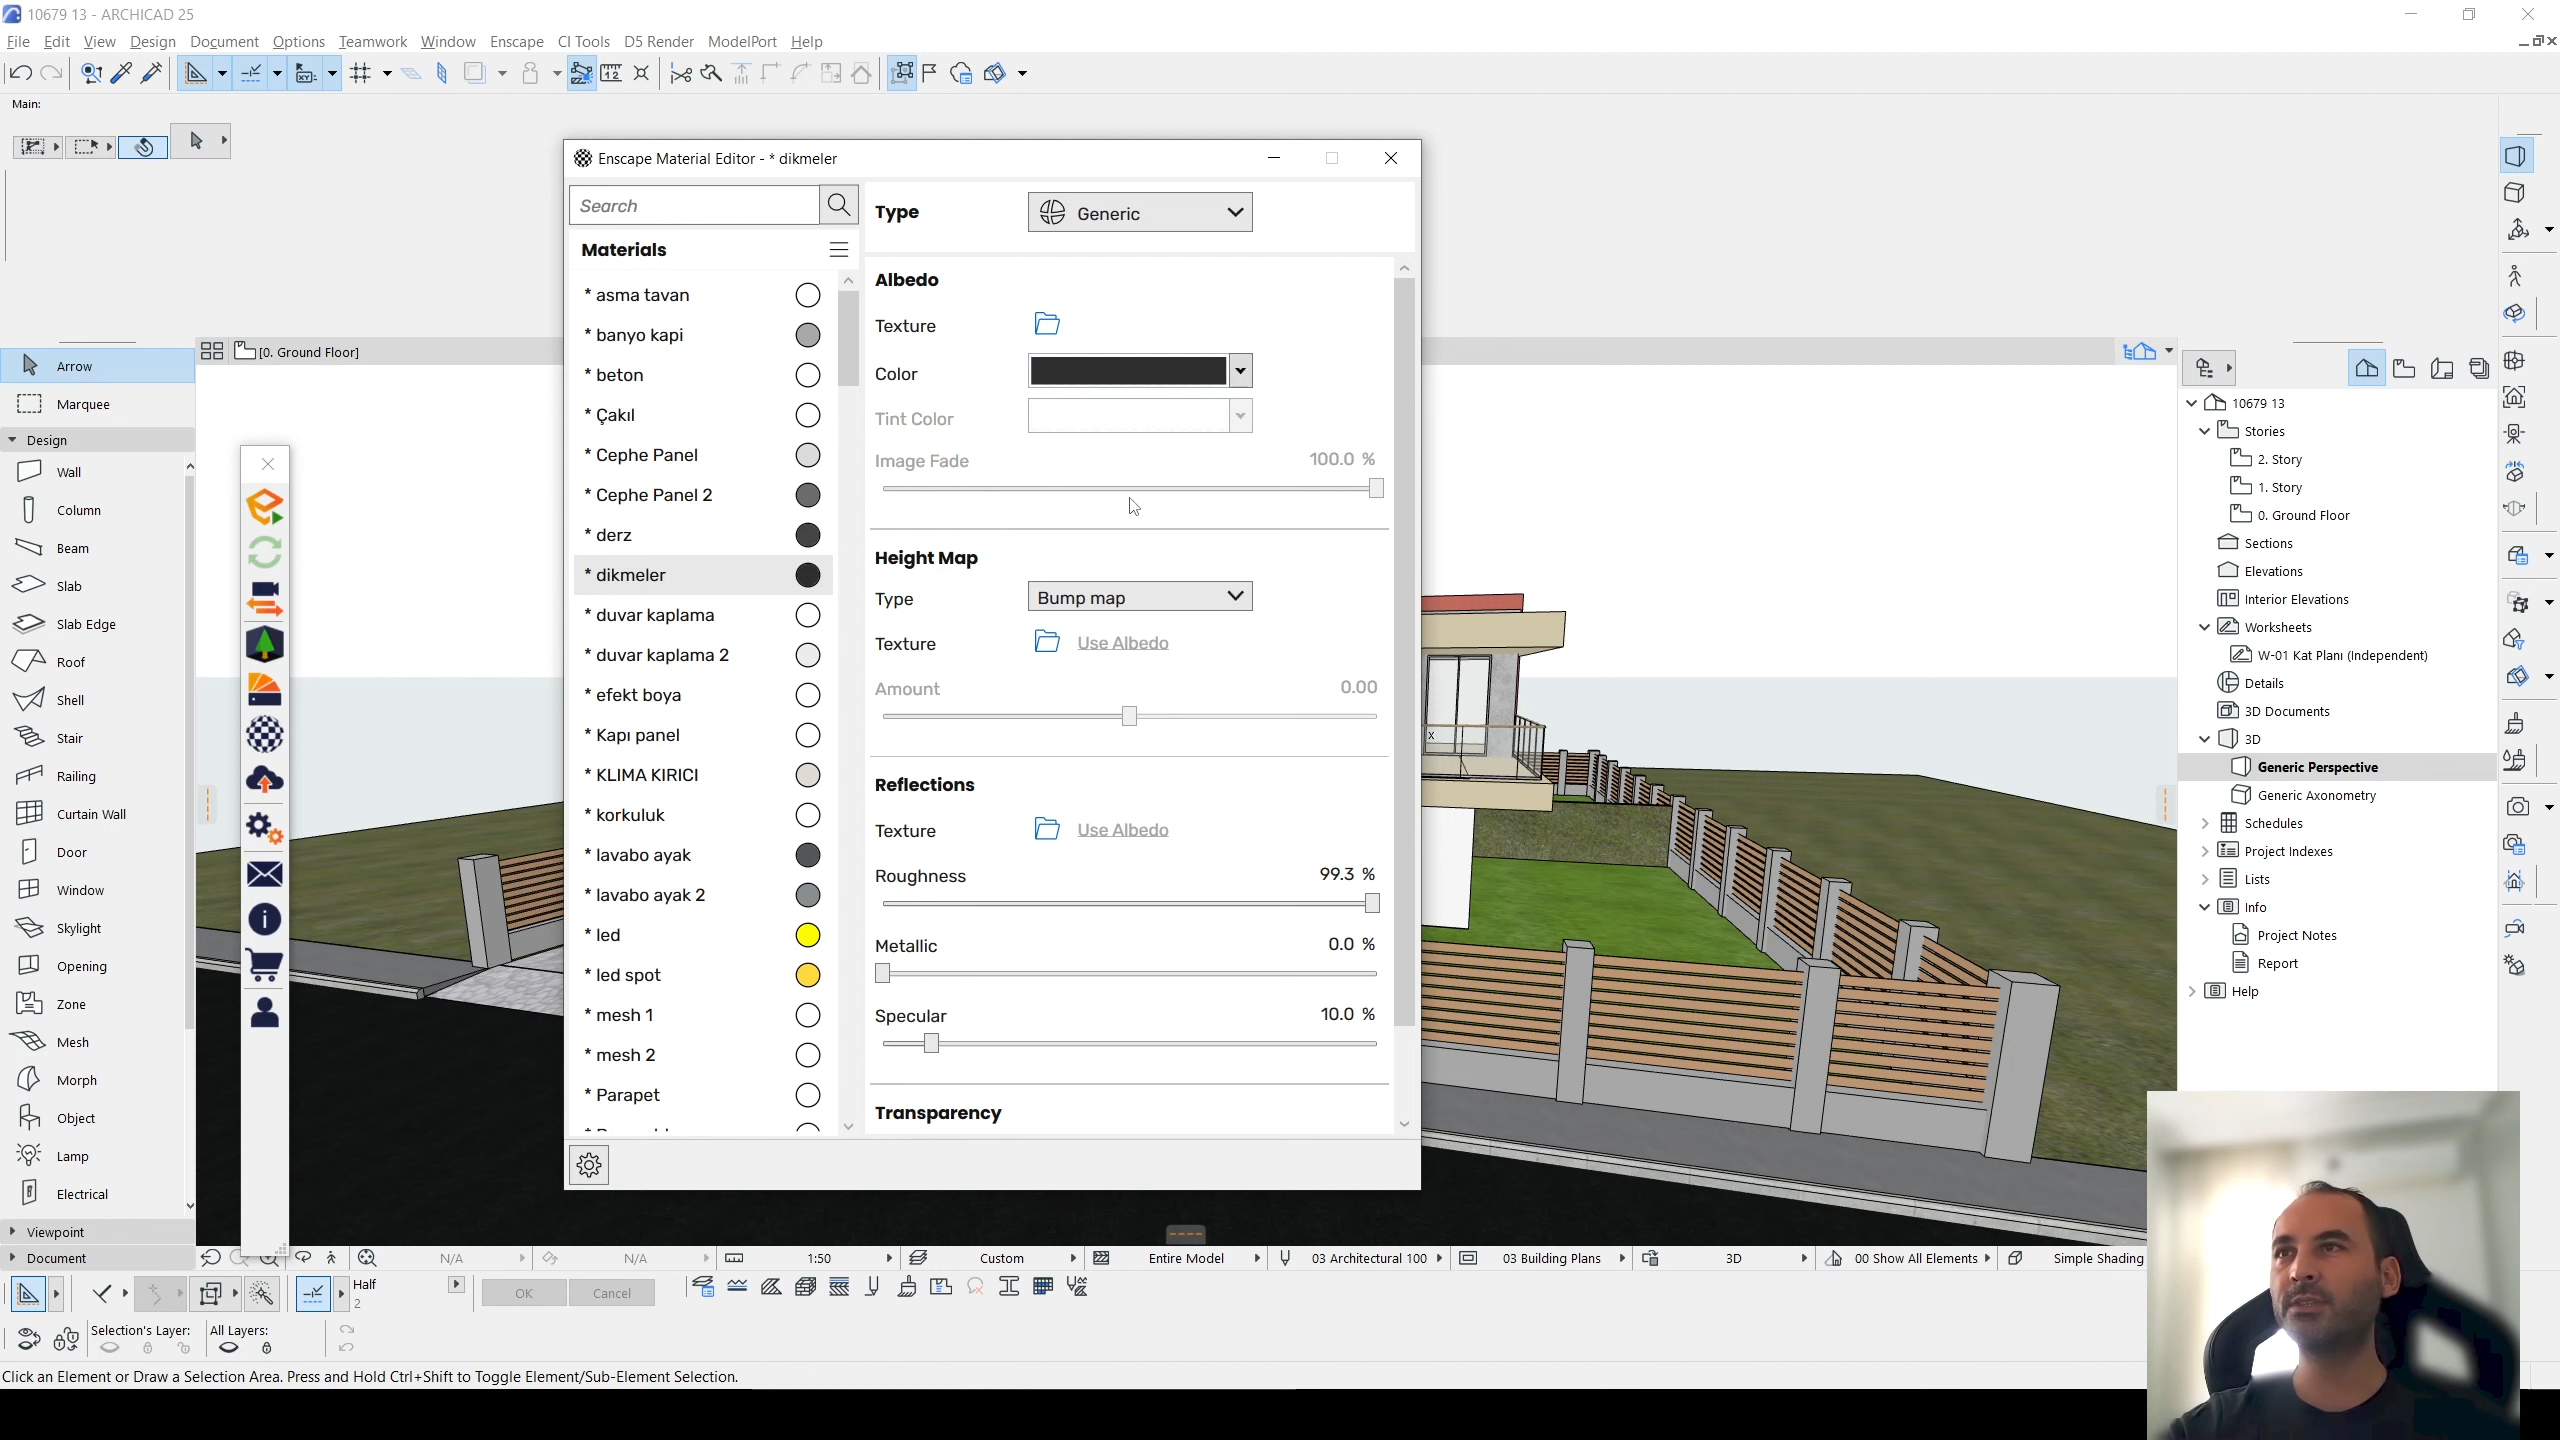 10679 13 - ARCHICAD 25
File Edit View Design Document Options Teamwork Window Enscape CI Tools D5 Render ModelPort Help
Main:
Enscape Material Editor - * dikmeler
Search
Materials
* asma tavan
* banyo kapi
* beton
* Çakıl
* Cephe Panel
* Cephe Panel 2
* derz
* dikmeler
* duvar kaplama
* duvar kaplama 2
* efekt boya
* Kapı panel
* KLIMA KIRICI
* korkuluk
* lavabo ayak
* lavabo ayak 2
* led
* led spot
* mesh 1
* mesh 2
* Parapet
Type Generic
Albedo
Texture
Color
Tint Color
Image Fade 100.0 %
Height Map
Type Bump map
Texture Use Albedo
Amount 0.00
Reflections
Texture Use Albedo
Roughness 99.3 %
Metallic 0.0 %
Specular 10.0 %
Transparency
[0. Ground Floor]
Arrow
Marquee
Design
Wall
Column
Beam
Slab
Slab Edge
Roof
Shell
Stair
Railing
Curtain Wall
Door
Window
Skylight
Opening
Zone
Mesh
Morph
Object
Lamp
Electrical
Viewpoint
Document
10679 13
Stories
2. Story
1. Story
0. Ground Floor
Sections
Elevations
Interior Elevations
Worksheets
W-01 Kat Planı (Independent)
Details
3D Documents
3D
Generic Perspective
Generic Axonometry
Schedules
Project Indexes
Lists
Info
Project Notes
Report
Help
x
N/A N/A 1:50 Custom Entire Model 03 Architectural 100 03 Building Plans 3D 00 Show All Elements Simple Shading
Half
2
OK Cancel
Selection's Layer: All Layers:
Click an Element or Draw a Selection Area. Press and Hold Ctrl+Shift to Toggle Element/Sub-Element Selection.